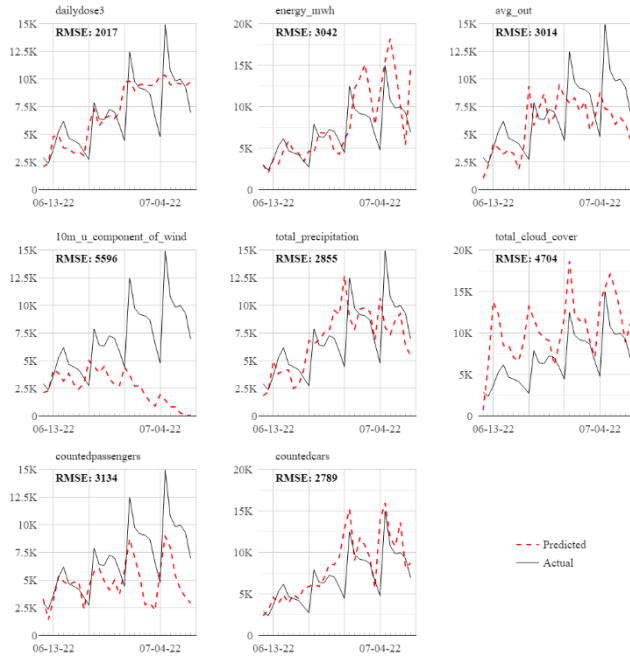 dailydose3
RMSE: 2017
15K
12.5K
10K
7.5K
5K
2.5K
0
06-13-22
07-04-22
energy_mwh
RMSE: 3042
20K
15K
10K
5K
0
06-13-22
07-04-22
avg_out
RMSE: 3014
15K
12.5K
10K
7.5K
5K
2.5K
0
06-13-22
07-04-22
10m_u_component_of_wind
RMSE: 5596
15K
12.5K
10K
7.5K
5K
2.5K
0
06-13-22
07-04-22
total_precipitation
RMSE: 2855
15K
12.5K
10K
7.5K
5K
2.5K
0
06-13-22
07-04-22
total_cloud_cover
RMSE: 4704
20K
15K
10K
5K
0
06-13-22
07-04-22
countedpassengers
RMSE: 3134
15K
12.5K
10K
7.5K
5K
2.5K
0
06-13-22
07-04-22
countedcars
RMSE: 2789
20K
15K
10K
5K
0
06-13-22
07-04-22
Predicted
Actual